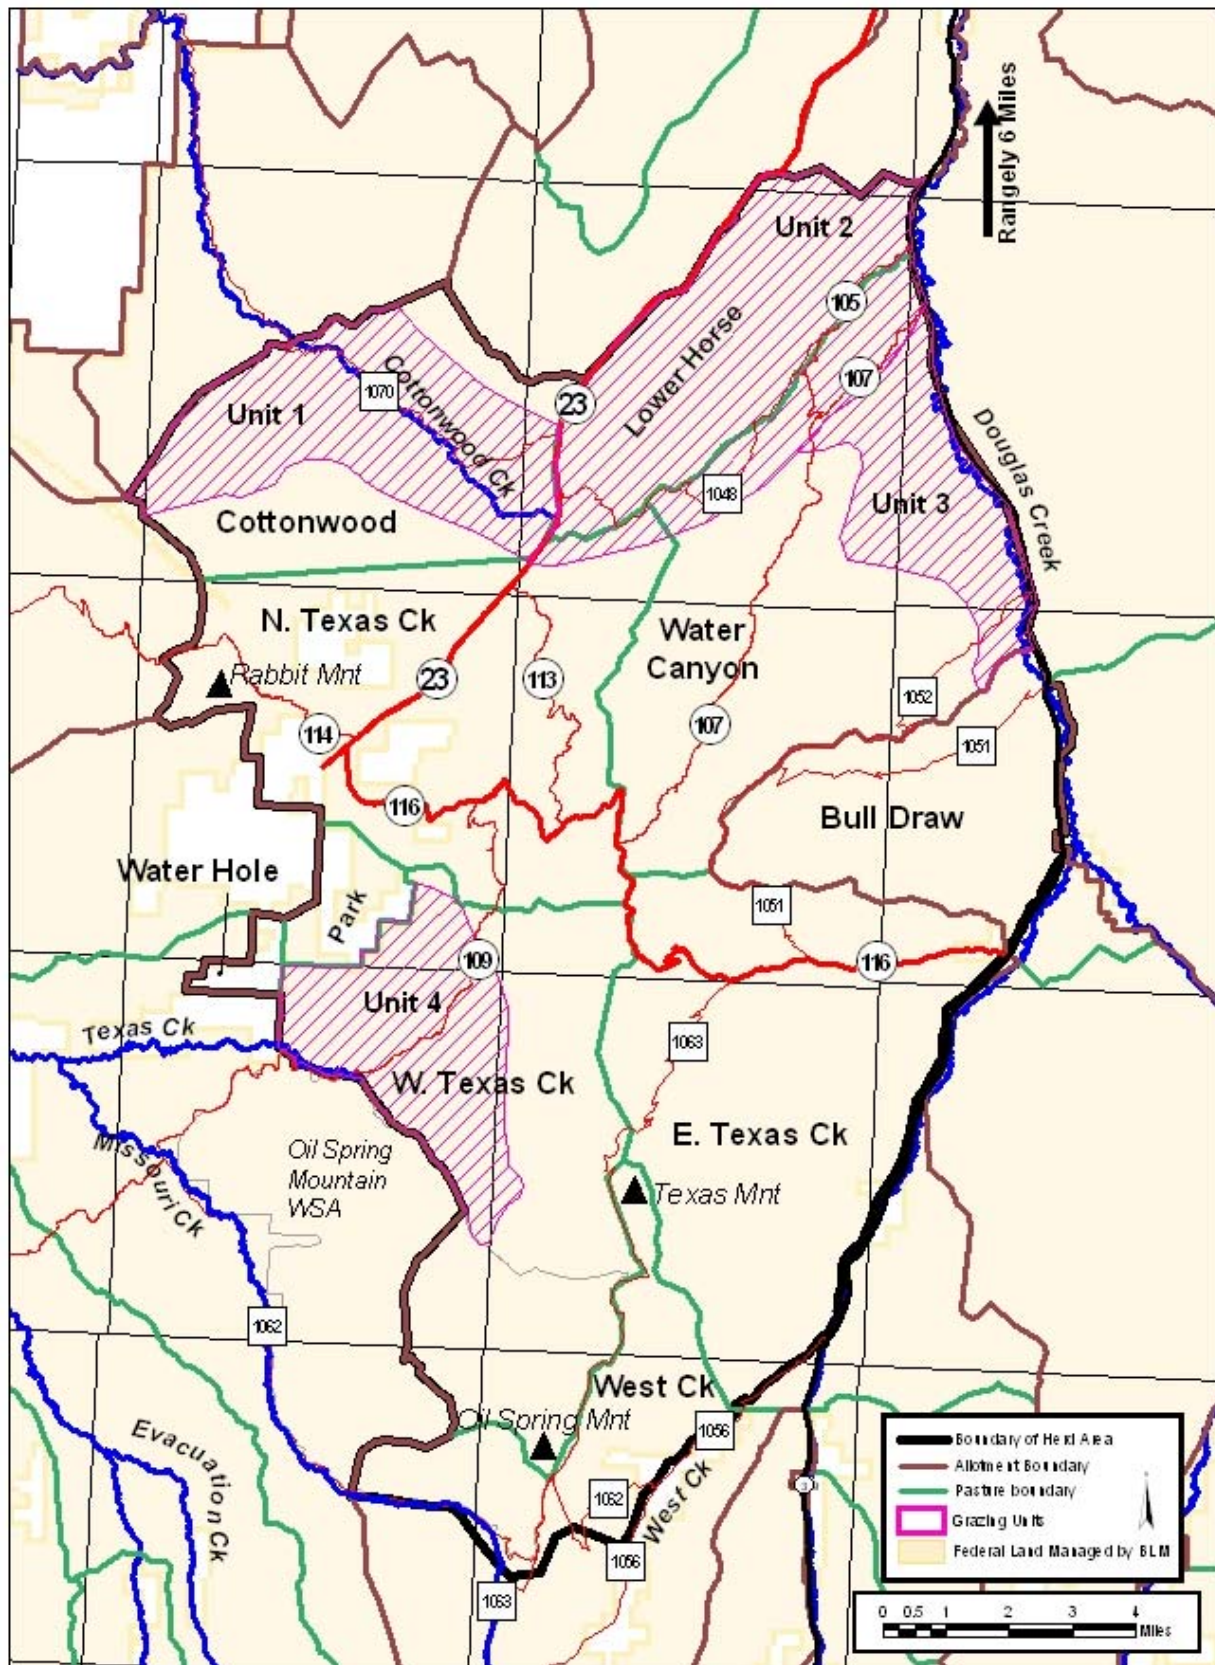 Rangely 6 Miles
Unit 2
105
Lower Horse
107
1070
Cottonwood Ck
23
Unit 1
Douglas Creek
1048
Unit 3
Cottonwood
N. Texas Ck
Water
Canyon
Rabbit Mnt
23
113
1052
114
107
1051
116
Bull Draw
Water Hole
Park
1051
109
116
Unit 4
Texas Ck
1063
W. Texas Ck
E. Texas Ck
Missouri Ck
Oil Spring
Mountain
WSA
Texas Mnt
1062
West Ck
Oil Spring Mnt
1056
Evacuation Ck
1062
West Ck
1056
1063
Boundary of Herd Area
Allotment Boundary
Pasture boundary
Grazing Units
Federal Land Managed by BLM
0 0.5 1 2 3 4
Miles